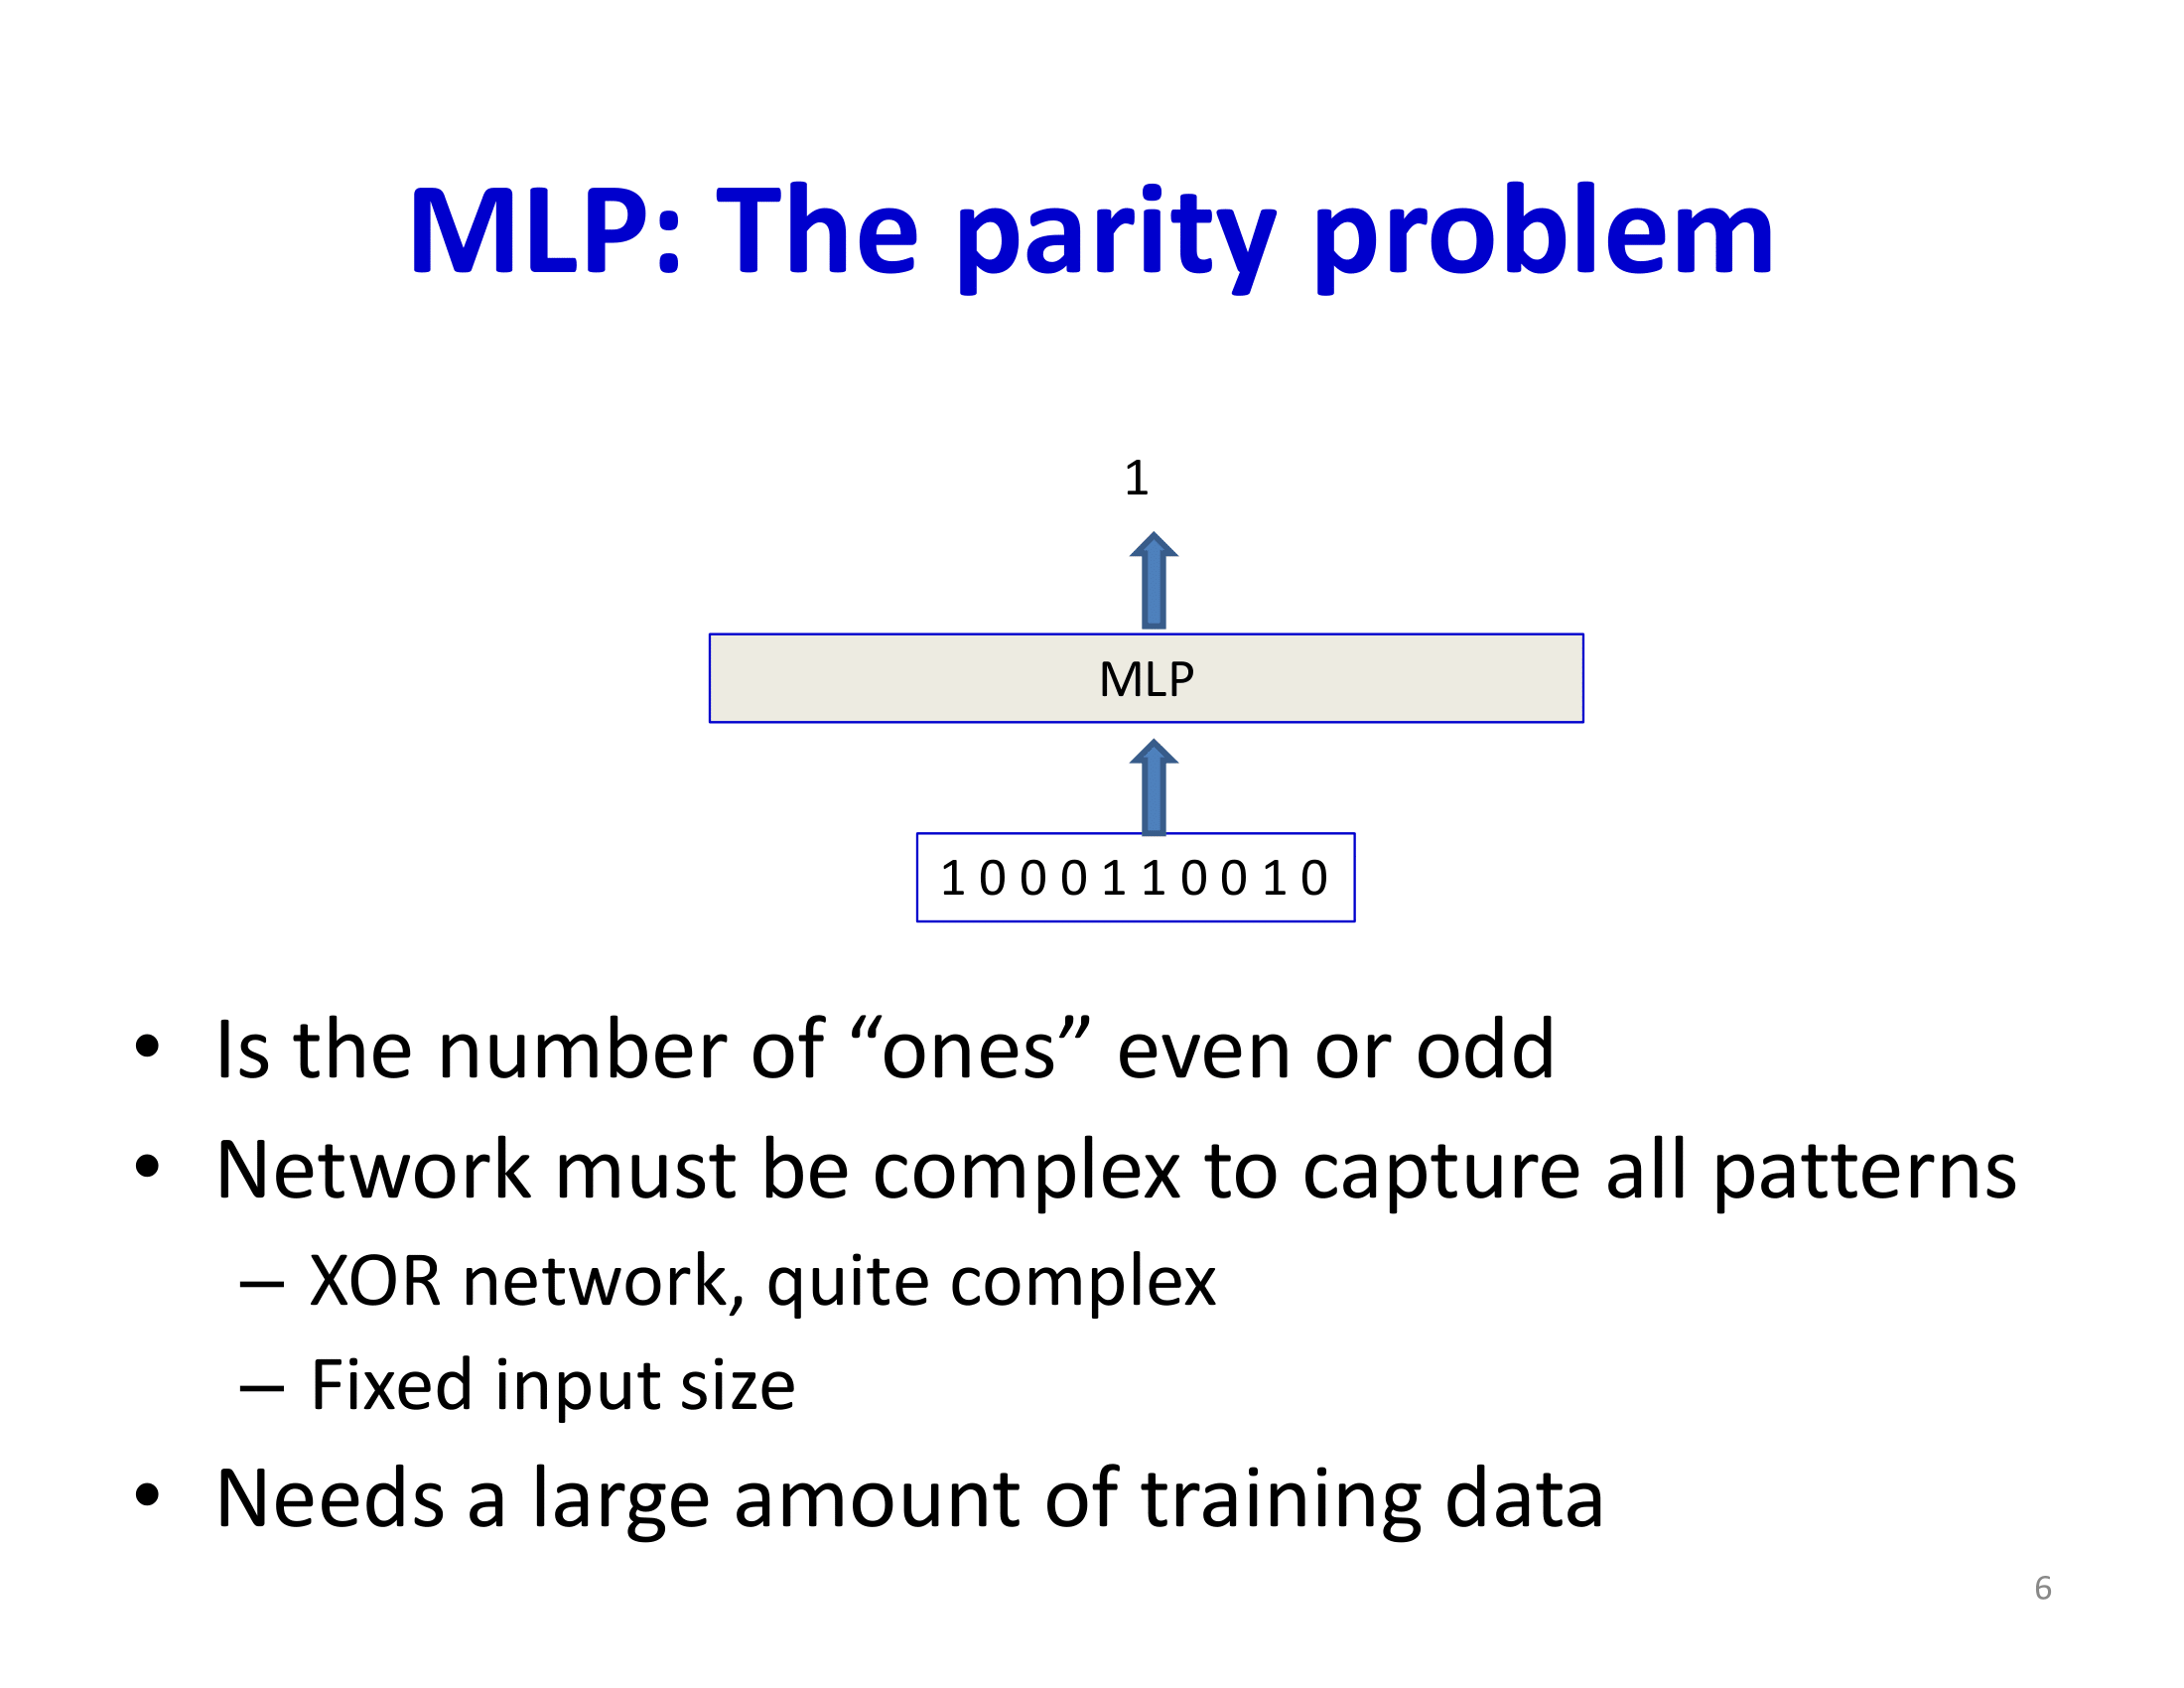 MLP: The parity problem
1
MLP
1 0 0 0 1 1 0 0 1 0
• Is the number of “ones” even or odd
• Network must be complex to capture all patterns
– XOR network, quite complex
– Fixed input size
• Needs a large amount of training data
6